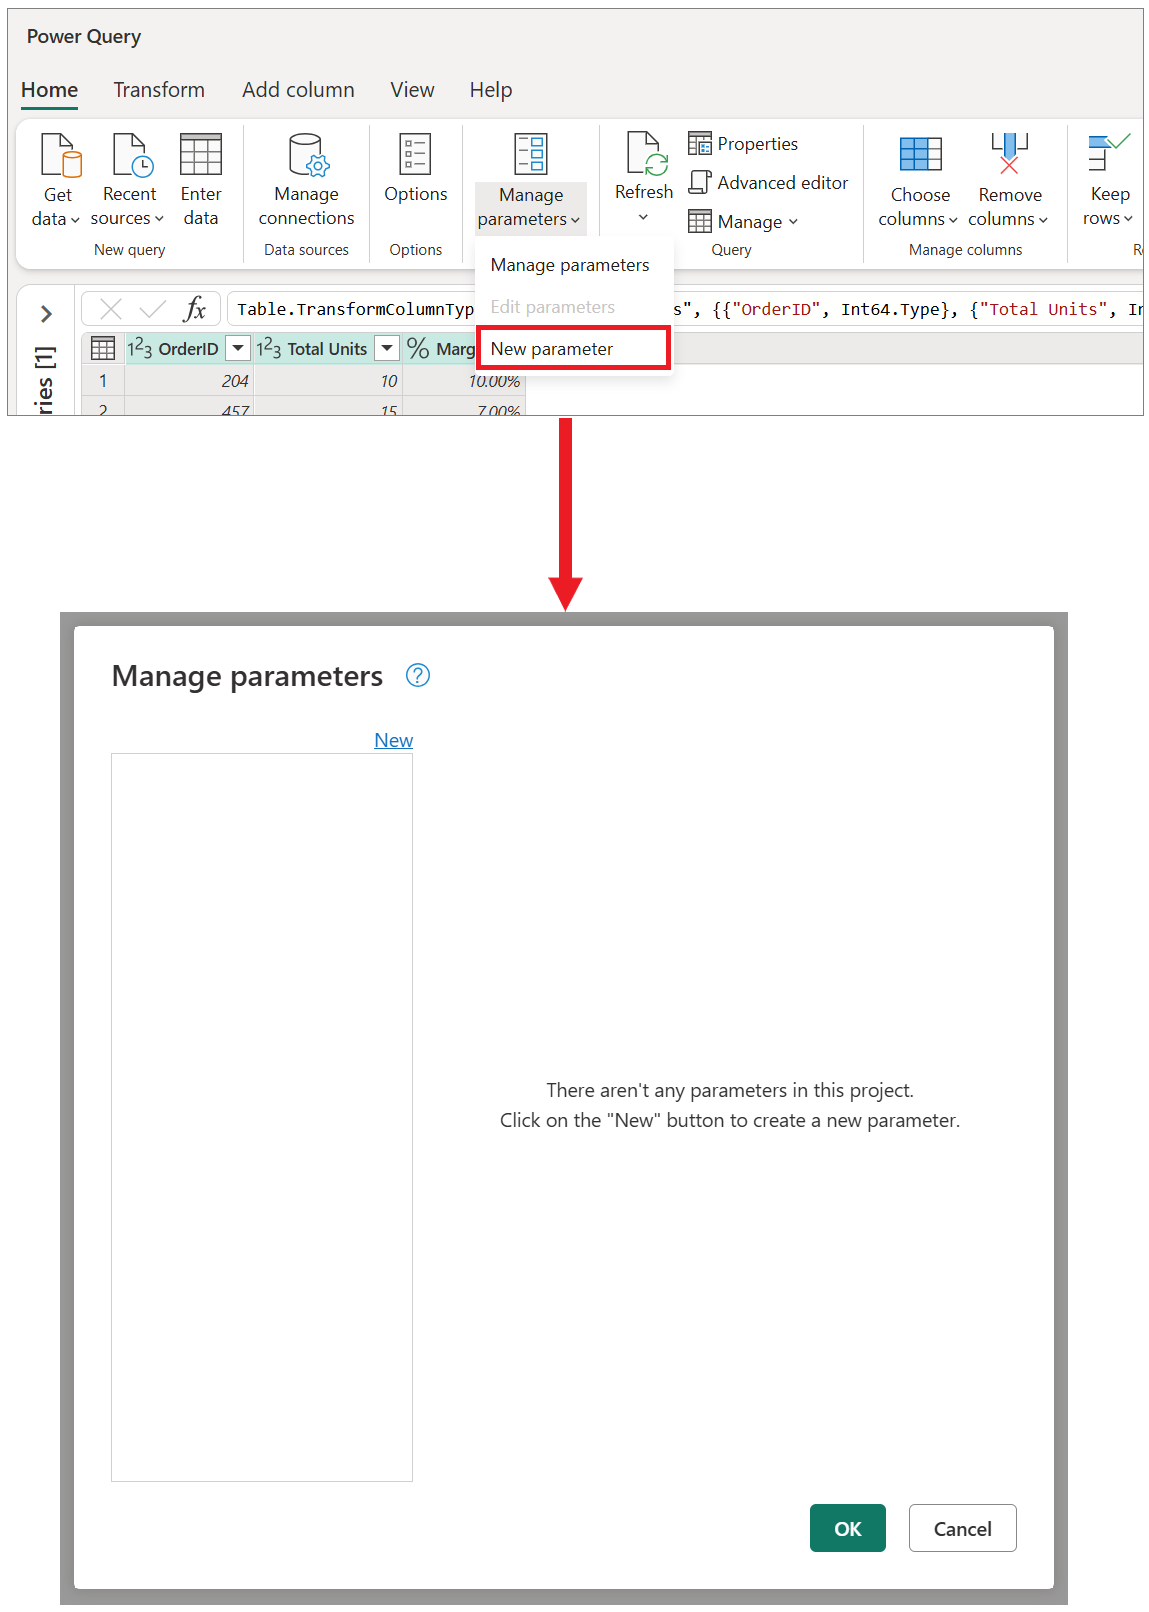 Power Query
Home Transform Add column View Help
Get data Recent sources Enter data
New query
Manage connections
Data sources
Options
Options
Manage parameters
Refresh
Properties
Advanced editor
Manage
Query
Choose columns Remove columns
Manage columns
Keep rows
Manage parameters
Edit parameters
New parameter
fx Table.TransformColumnTyp s", {{"OrderID", Int64.Type}, {"Total Units", In
ries [1]
123 OrderID 123 Total Units % Marg
1 204 10 10.00%
2 457 15 7.00%
Manage parameters ?
New
There aren't any parameters in this project.
Click on the "New" button to create a new parameter.
OK Cancel